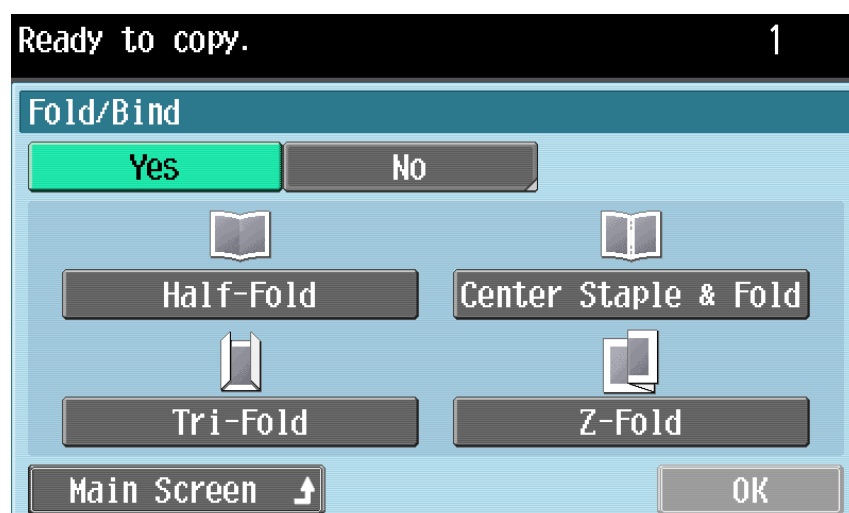 Ready to copy. 1
Fold/Bind
Yes No
Half-Fold Center Staple & Fold
Tri-Fold Z-Fold
Main Screen OK